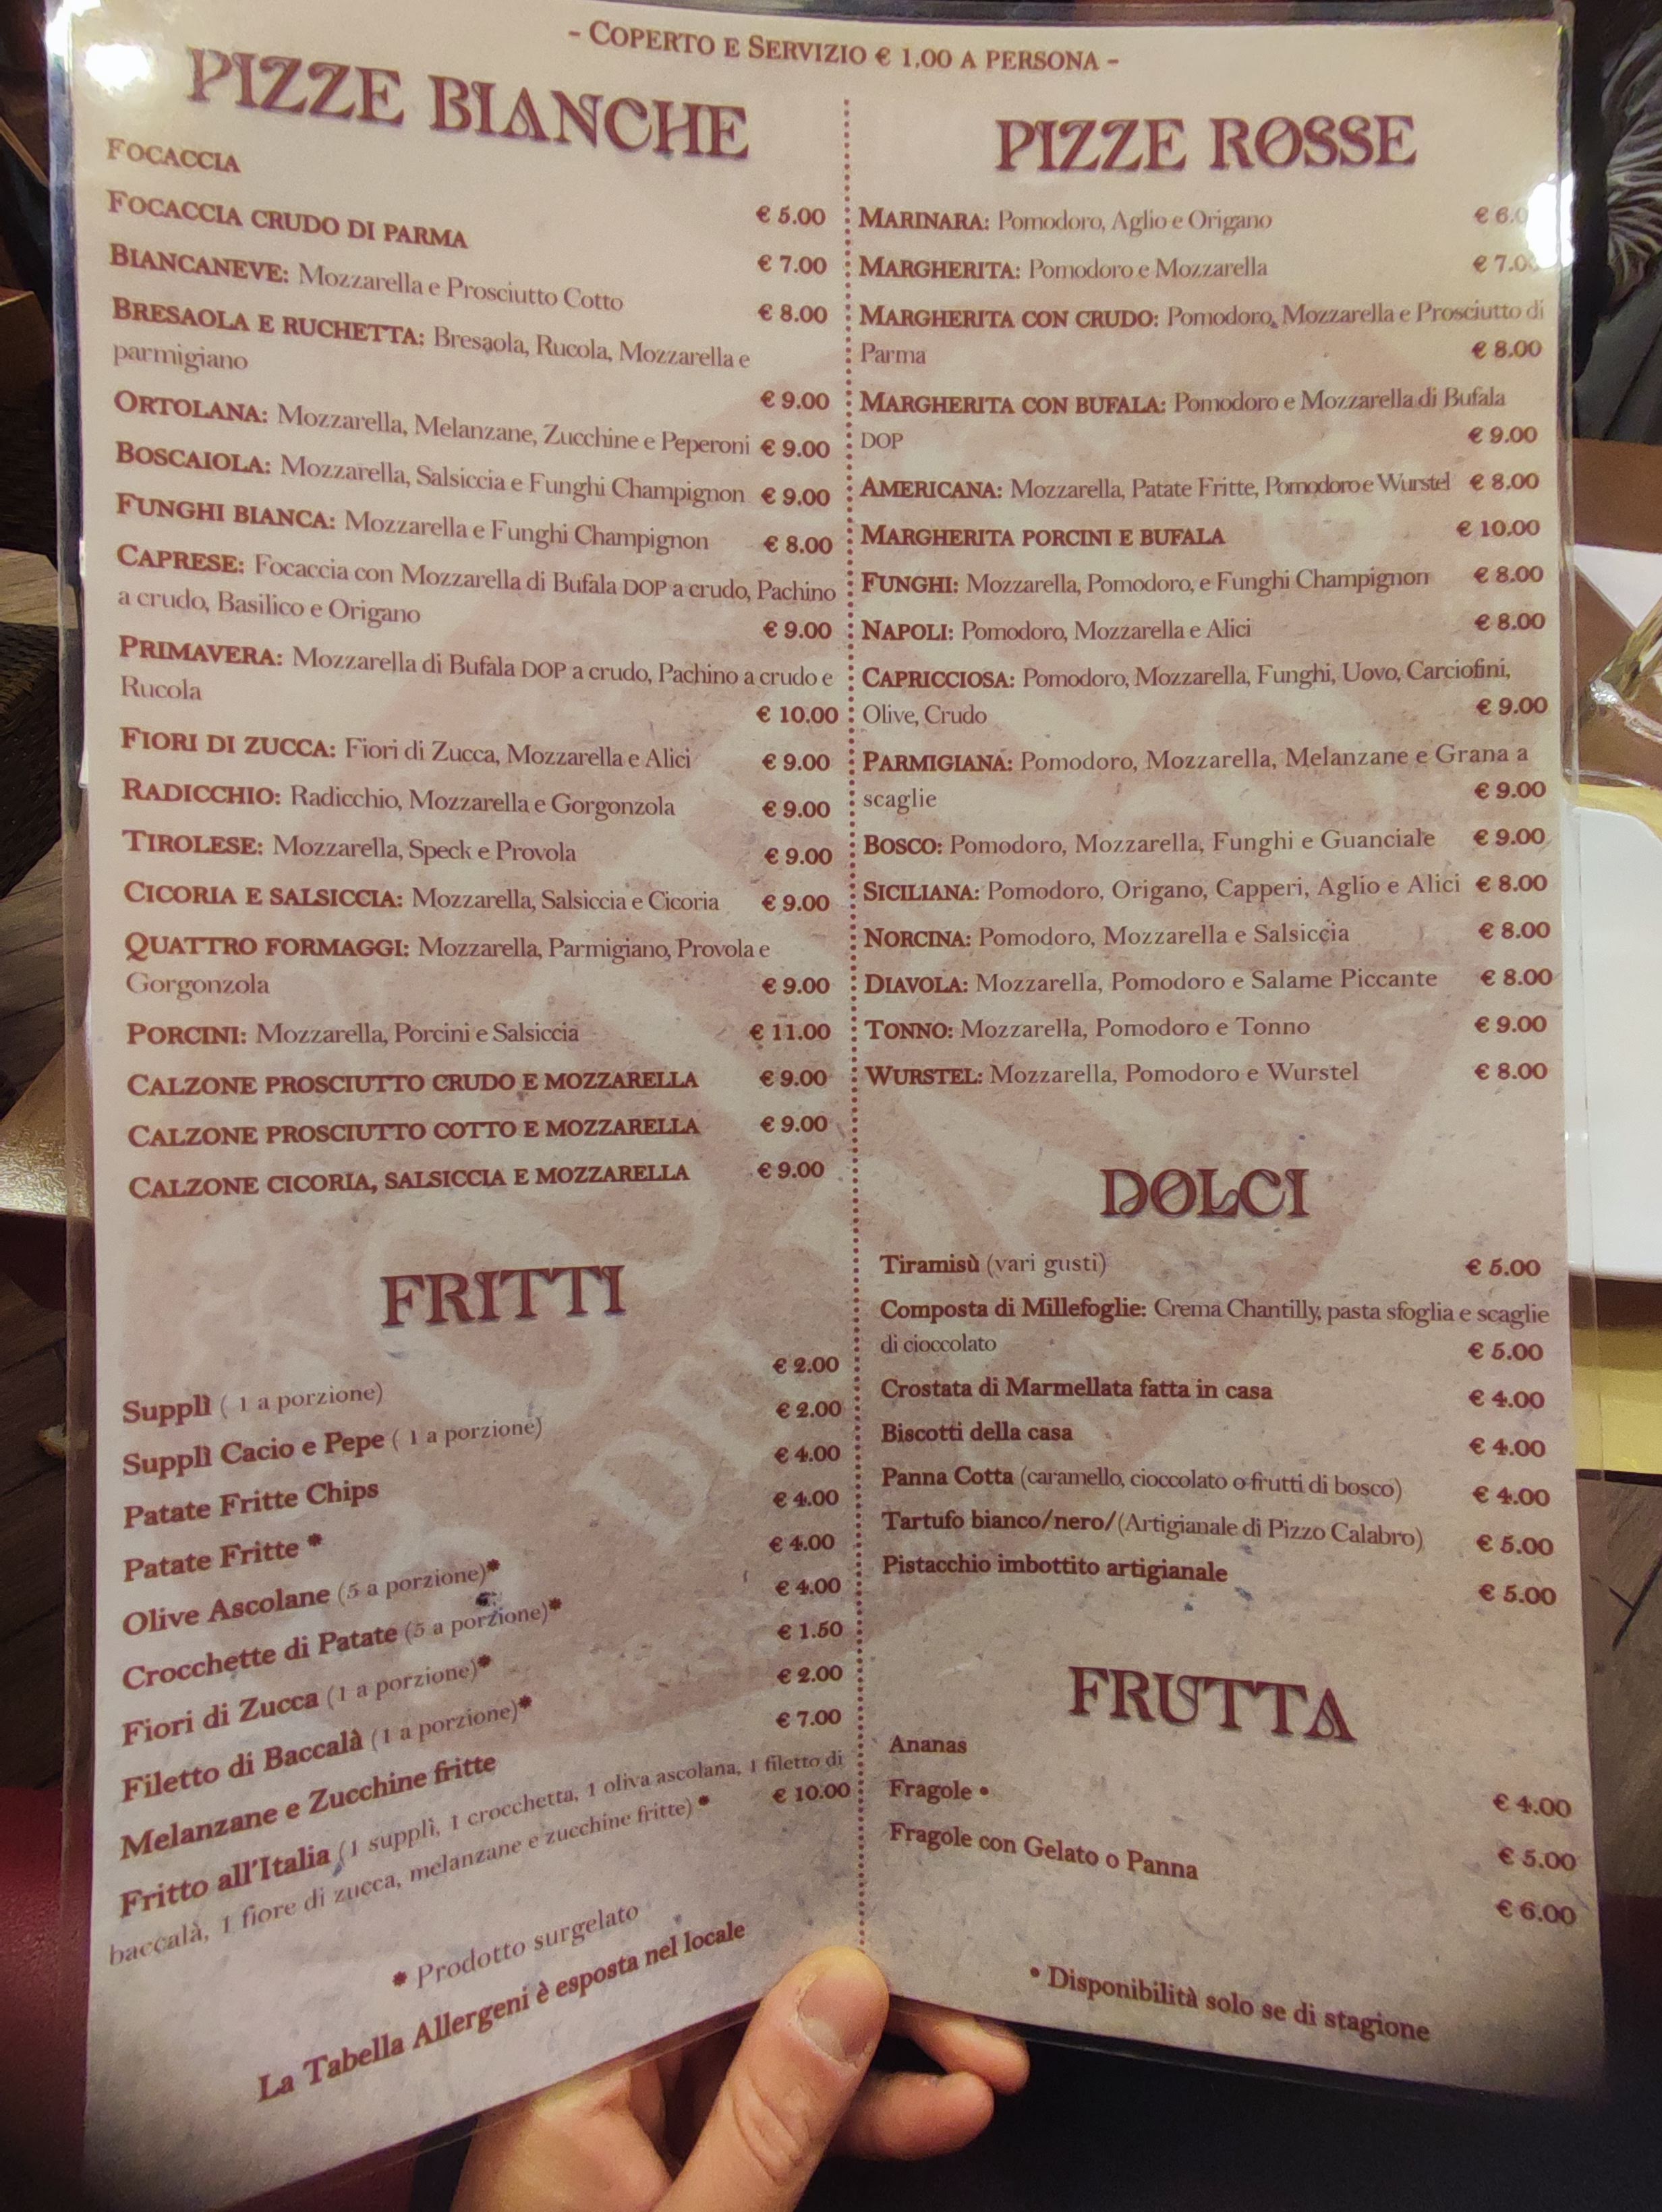 - COPERTO E SERVIZIO € 1,00 A PERSONA -
PIZZE BIANCHE
FOCACCIA € 5.00
FOCACCIA CRUDO DI PARMA € 7.00
BIANCANEVE: Mozzarella e Prosciutto Cotto € 8.00
BRESAOLA E RUCHETTA: Bresaola, Rucola, Mozzarella e
parmigiano € 9.00
ORTOLANA: Mozzarella, Melanzane, Zucchine e Peperoni € 9.00
BOSCAIOLA: Mozzarella, Salsiccia e Funghi Champignon € 9.00
FUNGHI BIANCA: Mozzarella e Funghi Champignon € 8.00
CAPRESE: Focaccia con Mozzarella di Bufala DOP a crudo, Pachino
a crudo, Basilico e Origano € 9.00
PRIMAVERA: Mozzarella di Bufala DOP a crudo, Pachino a crudo e
Rucola € 10.00
FIORI DI ZUCCA: Fiori di Zucca, Mozzarella e Alici € 9.00
RADICCHIO: Radicchio, Mozzarella e Gorgonzola € 9.00
TIROLESE: Mozzarella, Speck e Provola € 9.00
CICORIA E SALSICCIA: Mozzarella, Salsiccia e Cicoria € 9.00
QUATTRO FORMAGGI: Mozzarella, Parmigiano, Provola e
Gorgonzola € 9.00
PORCINI: Mozzarella, Porcini e Salsiccia € 11.00
CALZONE PROSCIUTTO CRUDO E MOZZARELLA € 9.00
CALZONE PROSCIUTTO COTTO E MOZZARELLA € 9.00
CALZONE CICORIA, SALSICCIA E MOZZARELLA € 9.00
FRITTI
Supplì ( 1 a porzione) € 2.00
Supplì Cacio e Pepe ( 1 a porzione) € 2.00
Patate Fritte Chips € 4.00
Patate Fritte * € 4.00
Olive Ascolane (5 a porzione)* € 4.00
Crocchette di Patate (5 a porzione)* € 4.00
Fiori di Zucca (1 a porzione)* € 1.50
Filetto di Baccalà (1 a porzione)* € 2.00
Melanzane e Zucchine fritte € 7.00
Fritto all'Italia (1 supplì, 1 crocchetta, 1 oliva ascolana, 1 filetto di
baccalà, 1 fiore di zucca, melanzane e zucchine fritte) * € 10.00
* Prodotto surgelato
La Tabella Allergeni è esposta nel locale
PIZZE ROSSE
MARINARA: Pomodoro, Aglio e Origano € 6.0
MARGHERITA: Pomodoro e Mozzarella € 7.00
MARGHERITA CON CRUDO: Pomodoro, Mozzarella e Prosciutto di
Parma € 8.00
MARGHERITA CON BUFALA: Pomodoro e Mozzarella di Bufala
DOP € 9.00
AMERICANA: Mozzarella, Patate Fritte, Pomodoro e Wurstel € 8.00
MARGHERITA PORCINI E BUFALA € 10.00
FUNGHI: Mozzarella, Pomodoro, e Funghi Champignon € 8.00
NAPOLI: Pomodoro, Mozzarella e Alici € 8.00
CAPRICCIOSA: Pomodoro, Mozzarella, Funghi, Uovo, Carciofini,
Olive, Crudo € 9.00
PARMIGIANA: Pomodoro, Mozzarella, Melanzane e Grana a
scaglie € 9.00
BOSCO: Pomodoro, Mozzarella, Funghi e Guanciale € 9.00
SICILIANA: Pomodoro, Origano, Capperi, Aglio e Alici € 8.00
NORCINA: Pomodoro, Mozzarella e Salsiccia € 8.00
DIAVOLA: Mozzarella, Pomodoro e Salame Piccante € 8.00
TONNO: Mozzarella, Pomodoro e Tonno € 9.00
WURSTEL: Mozzarella, Pomodoro e Wurstel € 8.00
DOLCI
Tiramisù (vari gusti) € 5.00
Composta di Millefoglie: Crema Chantilly, pasta sfoglia e scaglie
di cioccolato € 5.00
Crostata di Marmellata fatta in casa € 4.00
Biscotti della casa € 4.00
Panna Cotta (caramello, cioccolato o frutti di bosco) € 4.00
Tartufo bianco/nero/(Artigianale di Pizzo Calabro) € 5.00
Pistacchio imbottito artigianale € 5.00
FRUTTA
Ananas € 4.00
Fragole • € 5.00
Fragole con Gelato o Panna € 6.00
• Disponibilità solo se di stagione